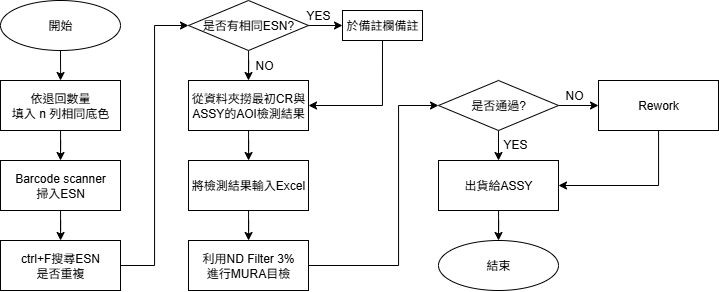 開始
依退回數量
填入 n 列相同底色
Barcode scanner
掃入ESN
ctrl+F搜尋ESN
是否重複
是否有相同ESN?
YES
於備註欄備註
NO
從資料夾撈最初CR與
ASSY的AOI檢測結果
將檢測結果輸入Excel
利用ND Filter 3%
進行MURA目檢
是否通過?
NO
Rework
YES
出貨給ASSY
結束